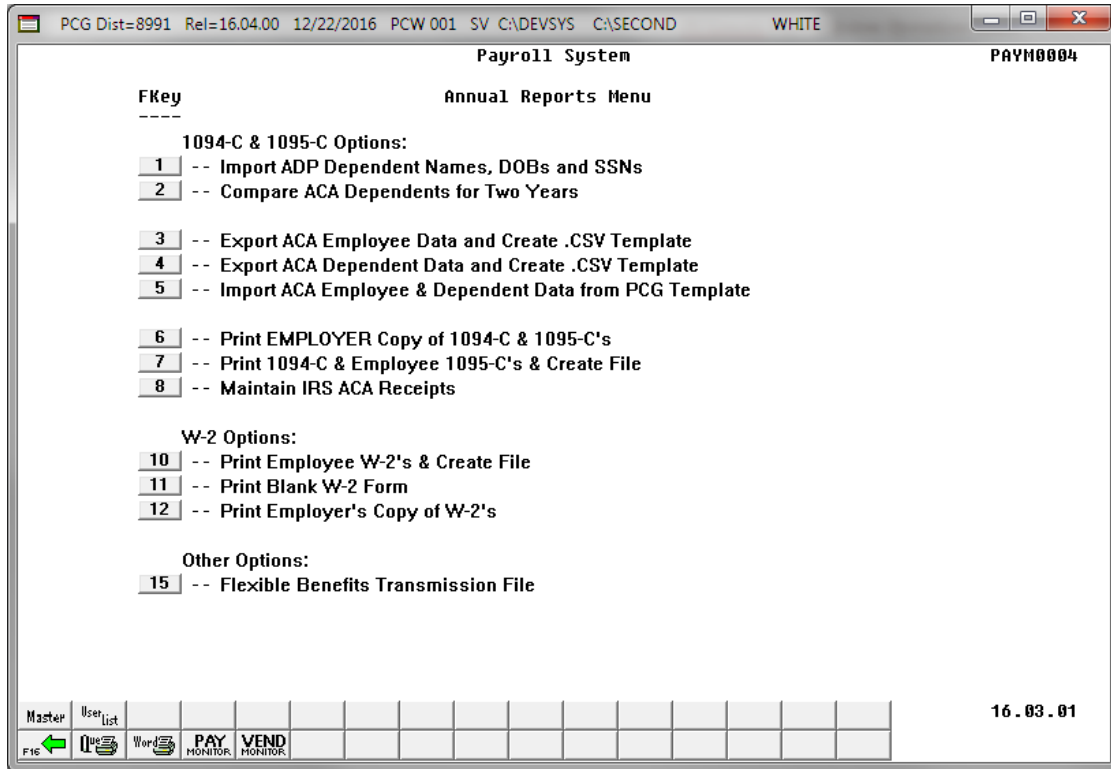 PCG Dist=8991 Rel=16.04.00 12/22/2016 PCW 001 SV C:\DEVSYS C:\SECOND WHITE
Payroll System PAYM0004
FKey Annual Reports Menu
----
1094-C & 1095-C Options:
1 -- Import ADP Dependent Names, DOBs and SSNs
2 -- Compare ACA Dependents for Two Years
3 -- Export ACA Employee Data and Create .CSV Template
4 -- Export ACA Dependent Data and Create .CSV Template
5 -- Import ACA Employee & Dependent Data from PCG Template
6 -- Print EMPLOYER Copy of 1094-C & 1095-C's
7 -- Print 1094-C & Employee 1095-C's & Create File
8 -- Maintain IRS ACA Receipts
W-2 Options:
10 -- Print Employee W-2's & Create File
11 -- Print Blank W-2 Form
12 -- Print Employer's Copy of W-2's
Other Options:
15 -- Flexible Benefits Transmission File
Master User List 16.03.01
F16 Que Word PAY MONITOR VEND MONITOR